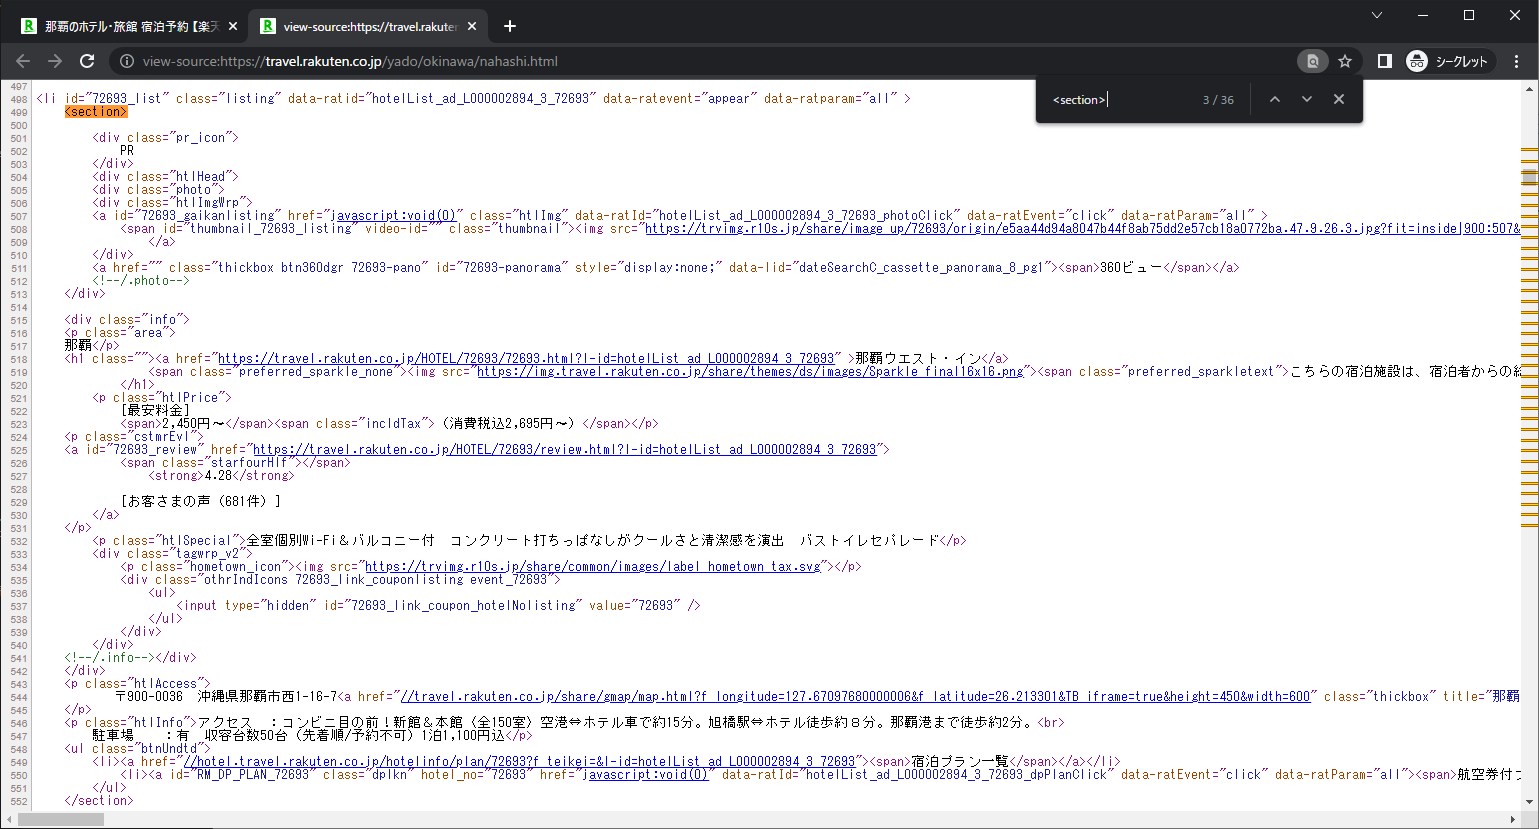 那覇のホテル・旅館 宿泊予約【楽天
view-source:https://travel.rakuten
view-source:https://travel.rakuten.co.jp/yado/okinawa/nahashi.html
シークレット
<section>
3 / 36
497
498 <li id="72693_list" class="listing" data-ratid="hotelList_ad_L000002894_3_72693" data-ratevent="appear" data-ratparam="all" >
499 <section>
500
501 <div class="pr_icon">
502 PR
503 </div>
504 <div class="htlHead">
505 <div class="photo">
506 <div class="htlImgWrp">
507 <a id="72693_gaikanlisting" href="javascript:void(0)" class="htlImg" data-ratId="hotelList_ad_L000002894_3_72693_photoClick" data-ratEvent="click" data-ratParam="all" >
508 <span id="thumbnail_72693_listing" video-id="" class="thumbnail"><img src="https://trvimg.r10s.jp/share/image_up/72693/origin/e5aa44d94a8047b44f8ab75dd2e57cb18a0772ba.47.9.26.3.jpg?fit=inside|900:507&
509 </a>
510 </div>
511 <a href="" class="thickbox btn360dgr 72693-pano" id="72693-panorama" style="display:none;" data-lid="dateSearchC_cassette_panorama_8_pg1"><span>360ビュー</span></a>
512 <!--/.photo-->
513 </div>
514
515 <div class="info">
516 <p class="area">
517 那覇</p>
518 <h1 class=""><a href="https://travel.rakuten.co.jp/HOTEL/72693/72693.html?l-id=hotelList_ad_L000002894_3_72693" >那覇ウエスト・イン</a>
519 <span class="preferred_sparkle_none"><img src="https://img.travel.rakuten.co.jp/share/themes/ds/images/Sparkle_final16x16.png"><span class="preferred_sparkletext">こちらの宿泊施設は、宿泊者からの総
520 </h1>
521 <p class="htlPrice">
522 [最安料金]
523 <span>2,450円～</span><span class="incldTax">（消費税込2,695円～）</span></p>
524 <p class="cstmrEvl">
525 <a id="72693_review" href="https://travel.rakuten.co.jp/HOTEL/72693/review.html?l-id=hotelList_ad_L000002894_3_72693">
526 <span class="starfourHlf"></span>
527 <strong>4.28</strong>
528
529 [お客さまの声（681件）]
530 </a>
531 </p>
532 <p class="htlSpecial">全室個別Wi-Fi＆バルコニー付　コンクリート打ちっぱなしがクールさと清潔感を演出　バストイレセパレード</p>
533 <div class="tagwrp_v2">
534 <p class="hometown_icon"><img src="https://trvimg.r10s.jp/share/common/images/label_hometown_tax.svg"></p>
535 <div class="othrIndIcons 72693_link_couponlisting event_72693">
536 <ul>
537 <input type="hidden" id="72693_link_coupon_hotelNolisting" value="72693" />
538 </ul>
539 </div>
540 </div>
541 <!--/.info--></div>
542 </div>
543 <p class="htlAccess">
544 〒900-0036　沖縄県那覇市西1-16-7<a href="//travel.rakuten.co.jp/share/gmap/map.html?f_longitude=127.67097680000006&f_latitude=26.213301&TB_iframe=true&height=450&width=600" class="thickbox" title="那覇
545 </p>
546 <p class="htlInfo">アクセス　：コンビニ目の前！新館＆本館〈全150室〉空港⇔ホテル車で約15分。旭橋駅⇔ホテル徒歩約８分。那覇港まで徒歩約2分。<br>
547 駐車場　　：有　収容台数50台（先着順/予約不可）1泊1,100円込</p>
548 <ul class="btnUndtd">
549 <li><a href="//hotel.travel.rakuten.co.jp/hotelinfo/plan/72693?f_teikei=&l-id=hotelList_ad_L000002894_3_72693"><span>宿泊プラン一覧</span></a></li>
550 <li><a id="RM_DP_PLAN_72693" class="dplkn" hotel_no="72693" href="javascript:void(0)" data-ratId="hotelList_ad_L000002894_3_72693_dpPlanClick" data-ratEvent="click" data-ratParam="all"><span>航空券付
551 </ul>
552 </section>